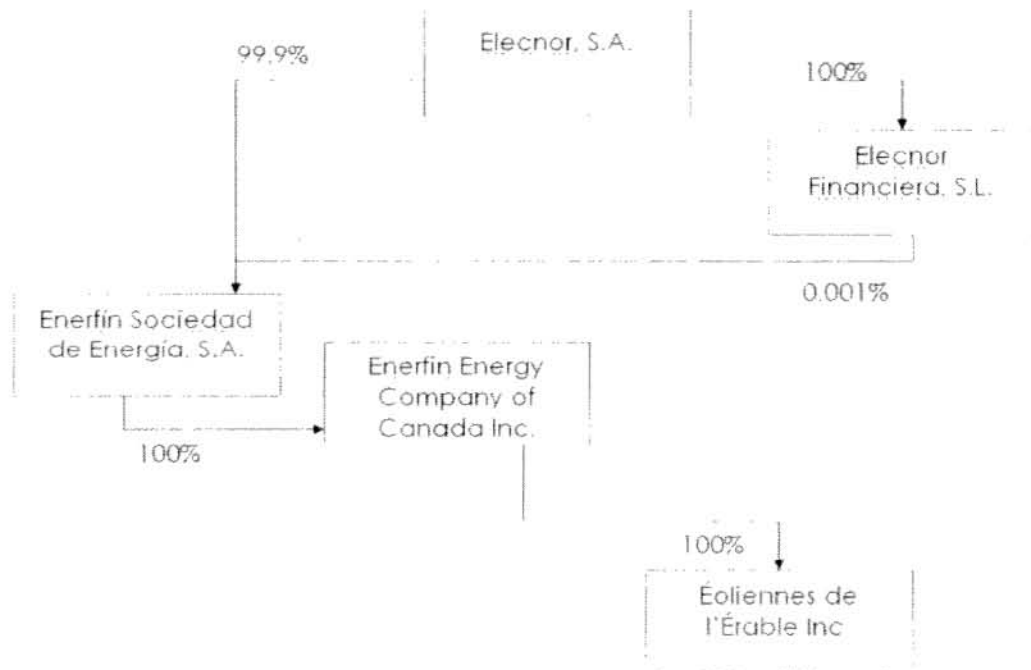 Elecnor, S.A.
99,9%
100%
Elecnor
Financiera, S.L.
0.001%
Enerfín Sociedad
de Energía, S.A.
Enerfin Energy
Company of
Canada Inc.
100%
100%
Éoliennes de
l'Érable Inc